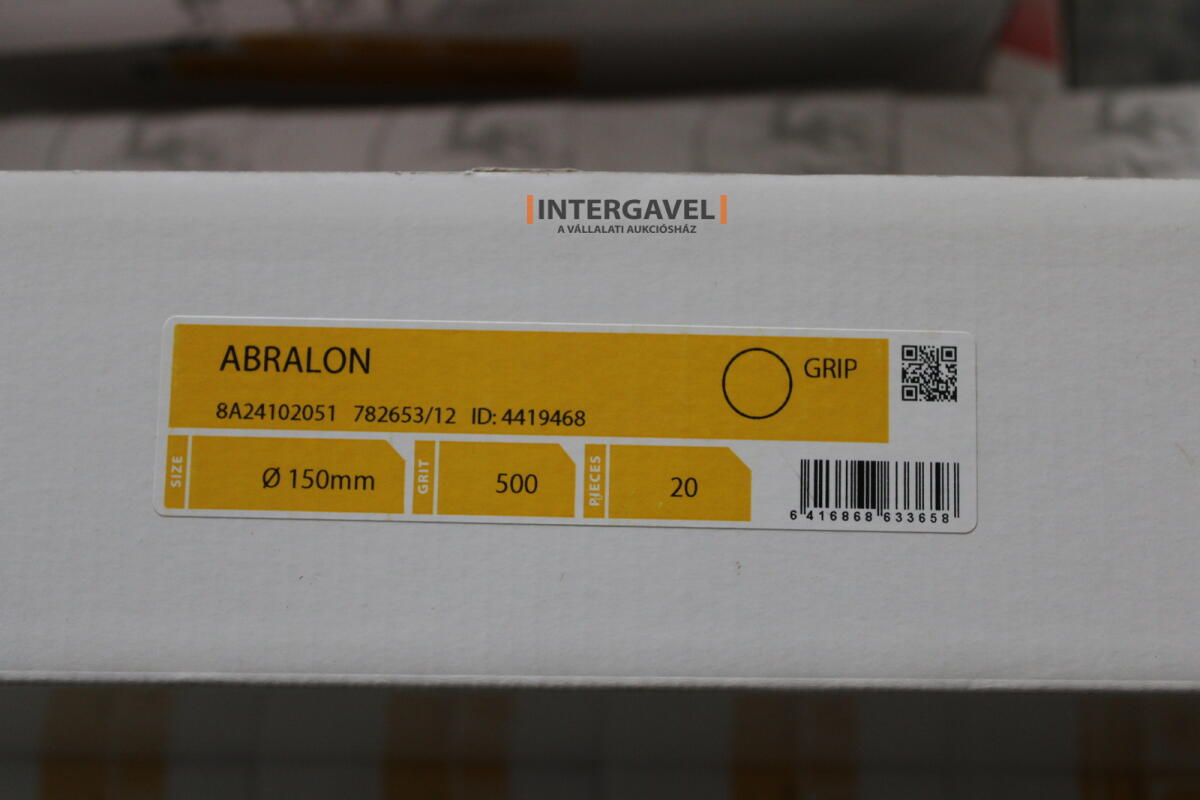 INTERGAVEL
A VÁLLALATI AUKCIÓSHÁZ
ABRALON
GRIP
8A24102051 782653/12 ID: 4419468
SIZE
Ø 150mm
GRIT
500
PIECES
20
6 416868 633658